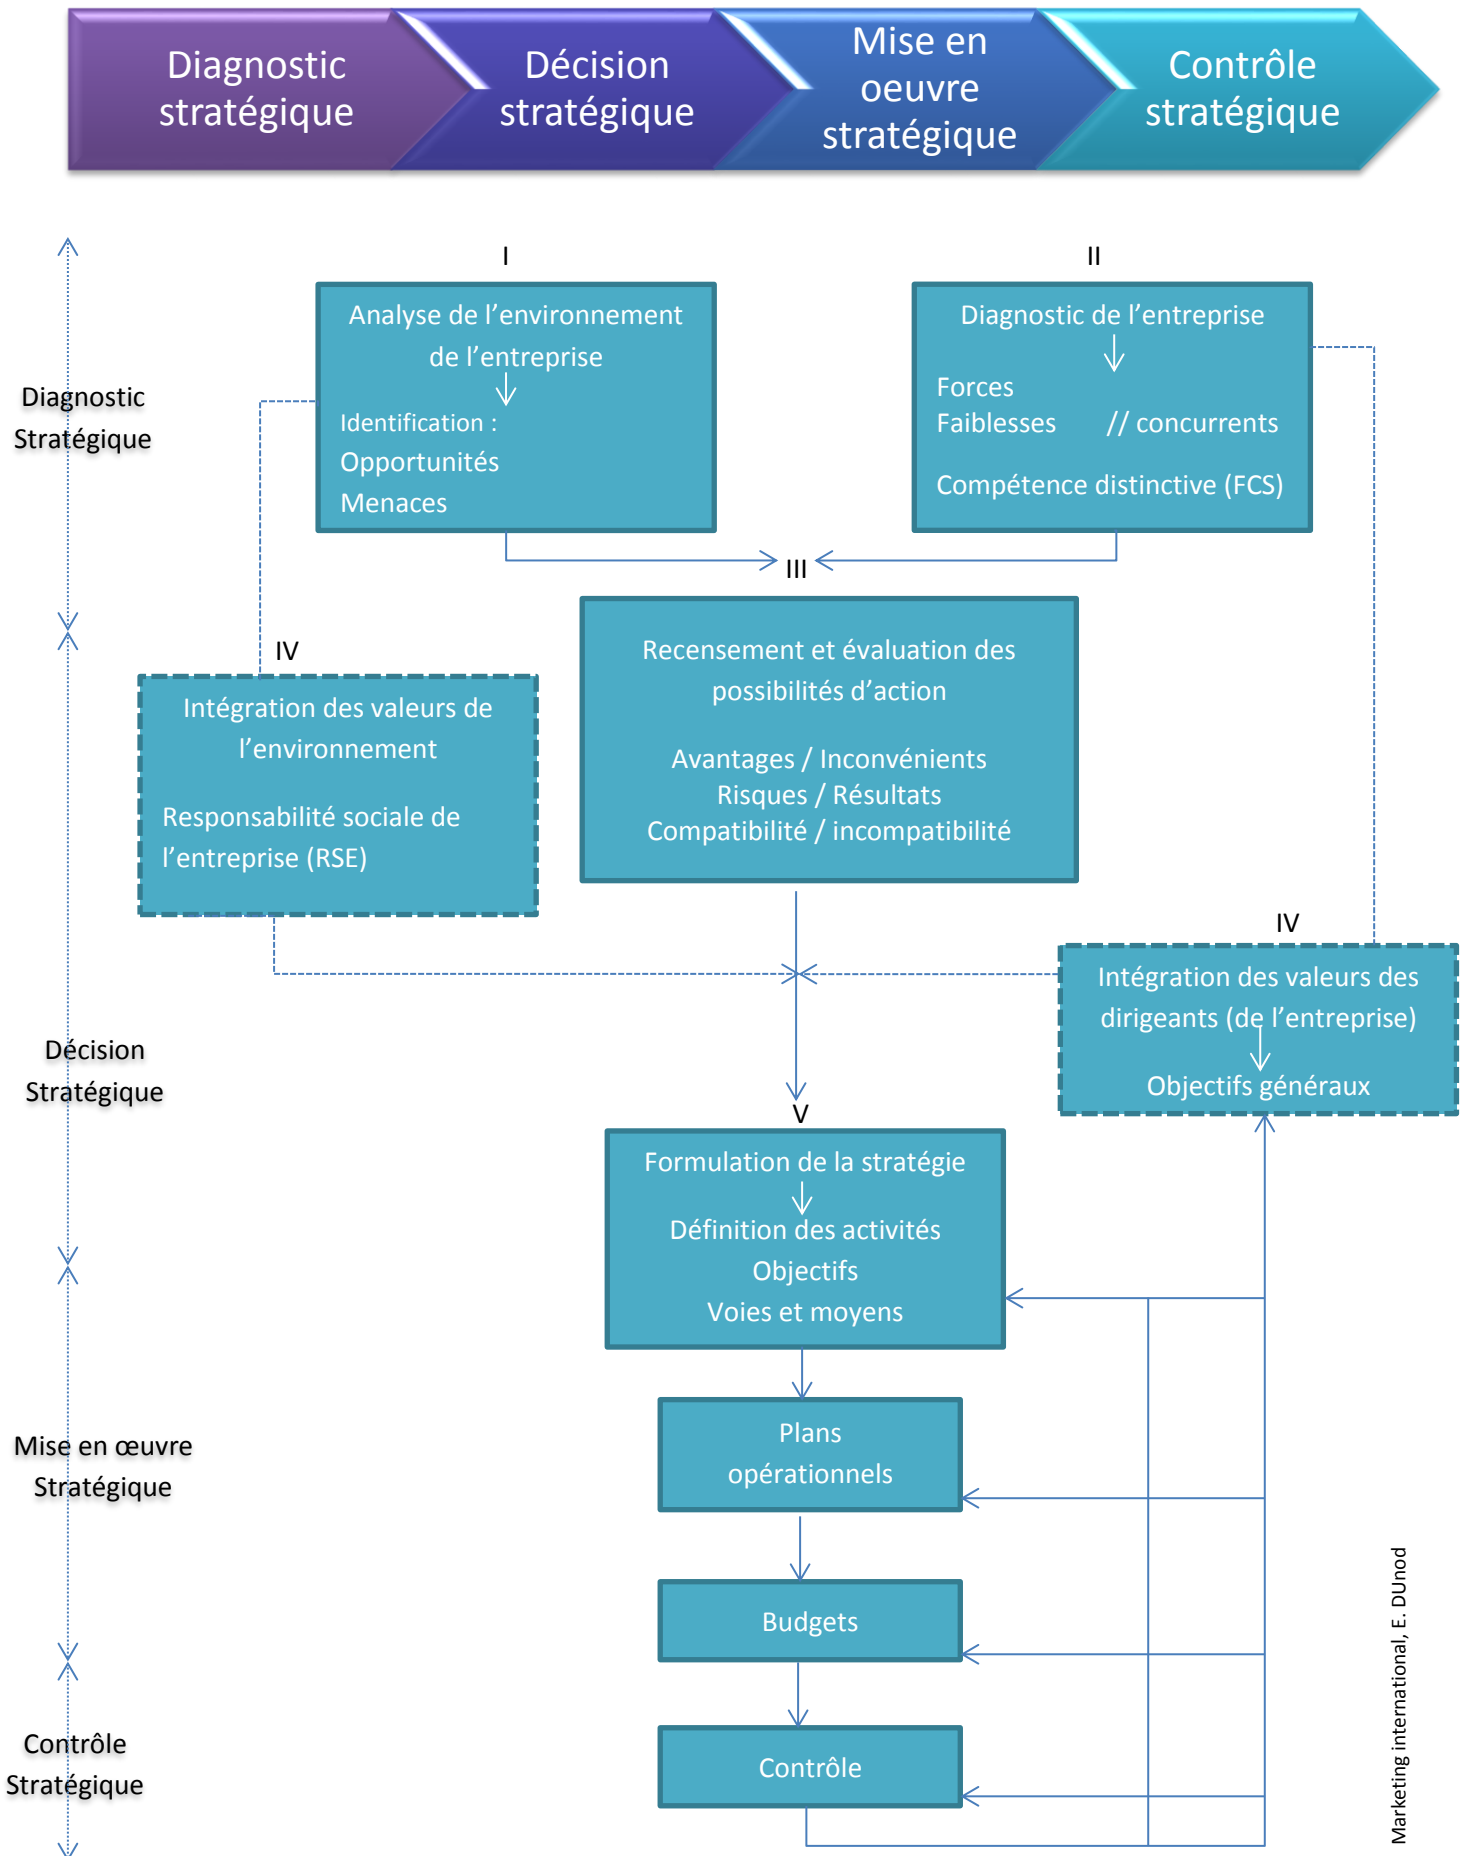 Diagnostic
stratégique
Décision
stratégique
Mise en
oeuvre
stratégique
Contrôle
stratégique
I
II
Analyse de l’environnement
de l’entreprise
Identification :
Opportunités
Menaces
Diagnostic de l’entreprise
Forces
Faiblesses // concurrents
Compétence distinctive (FCS)
Diagnostic
Stratégique
III
Recensement et évaluation des
possibilités d’action
Avantages / Inconvénients
Risques / Résultats
Compatibilité / incompatibilité
IV
Intégration des valeurs de
l’environnement
Responsabilité sociale de
l’entreprise (RSE)
IV
Intégration des valeurs des
dirigeants (de l’entreprise)
Objectifs généraux
Décision
Stratégique
V
Formulation de la stratégie
Définition des activités
Objectifs
Voies et moyens
Mise en œuvre
Stratégique
Plans
opérationnels
Budgets
Contrôle
Stratégique
Contrôle
Marketing international, E. DUnod